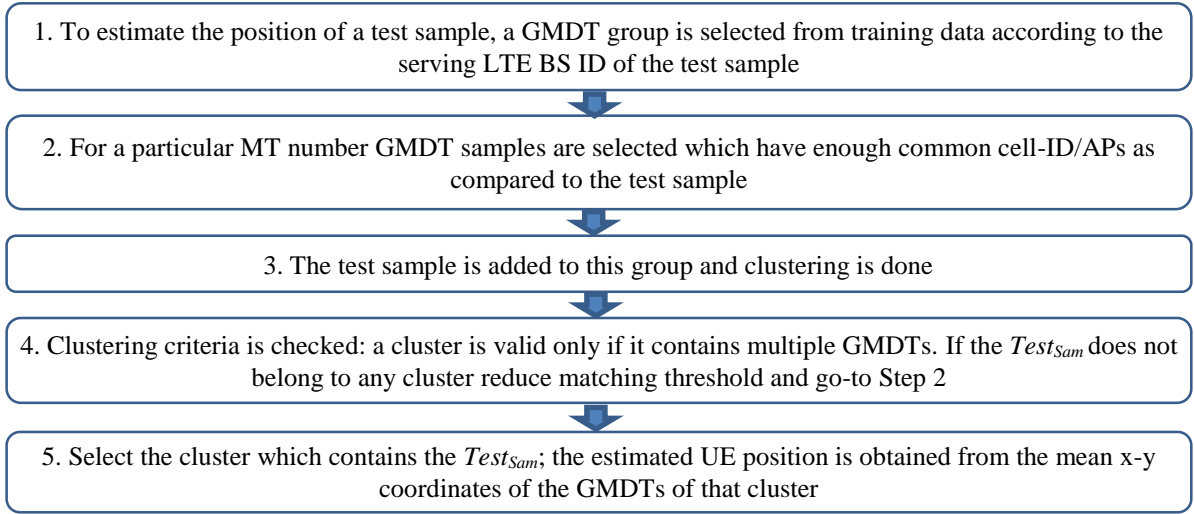 1. To estimate the position of a test sample, a GMDT group is selected from training data according to the
serving LTE BS ID of the test sample
2. For a particular MT number GMDT samples are selected which have enough common cell-ID/APs as
compared to the test sample
3. The test sample is added to this group and clustering is done
4. Clustering criteria is checked: a cluster is valid only if it contains multiple GMDTs. If the Test_Sam does not
belong to any cluster reduce matching threshold and go-to Step 2
5. Select the cluster which contains the Test_Sam; the estimated UE position is obtained from the mean x-y
coordinates of the GMDTs of that cluster